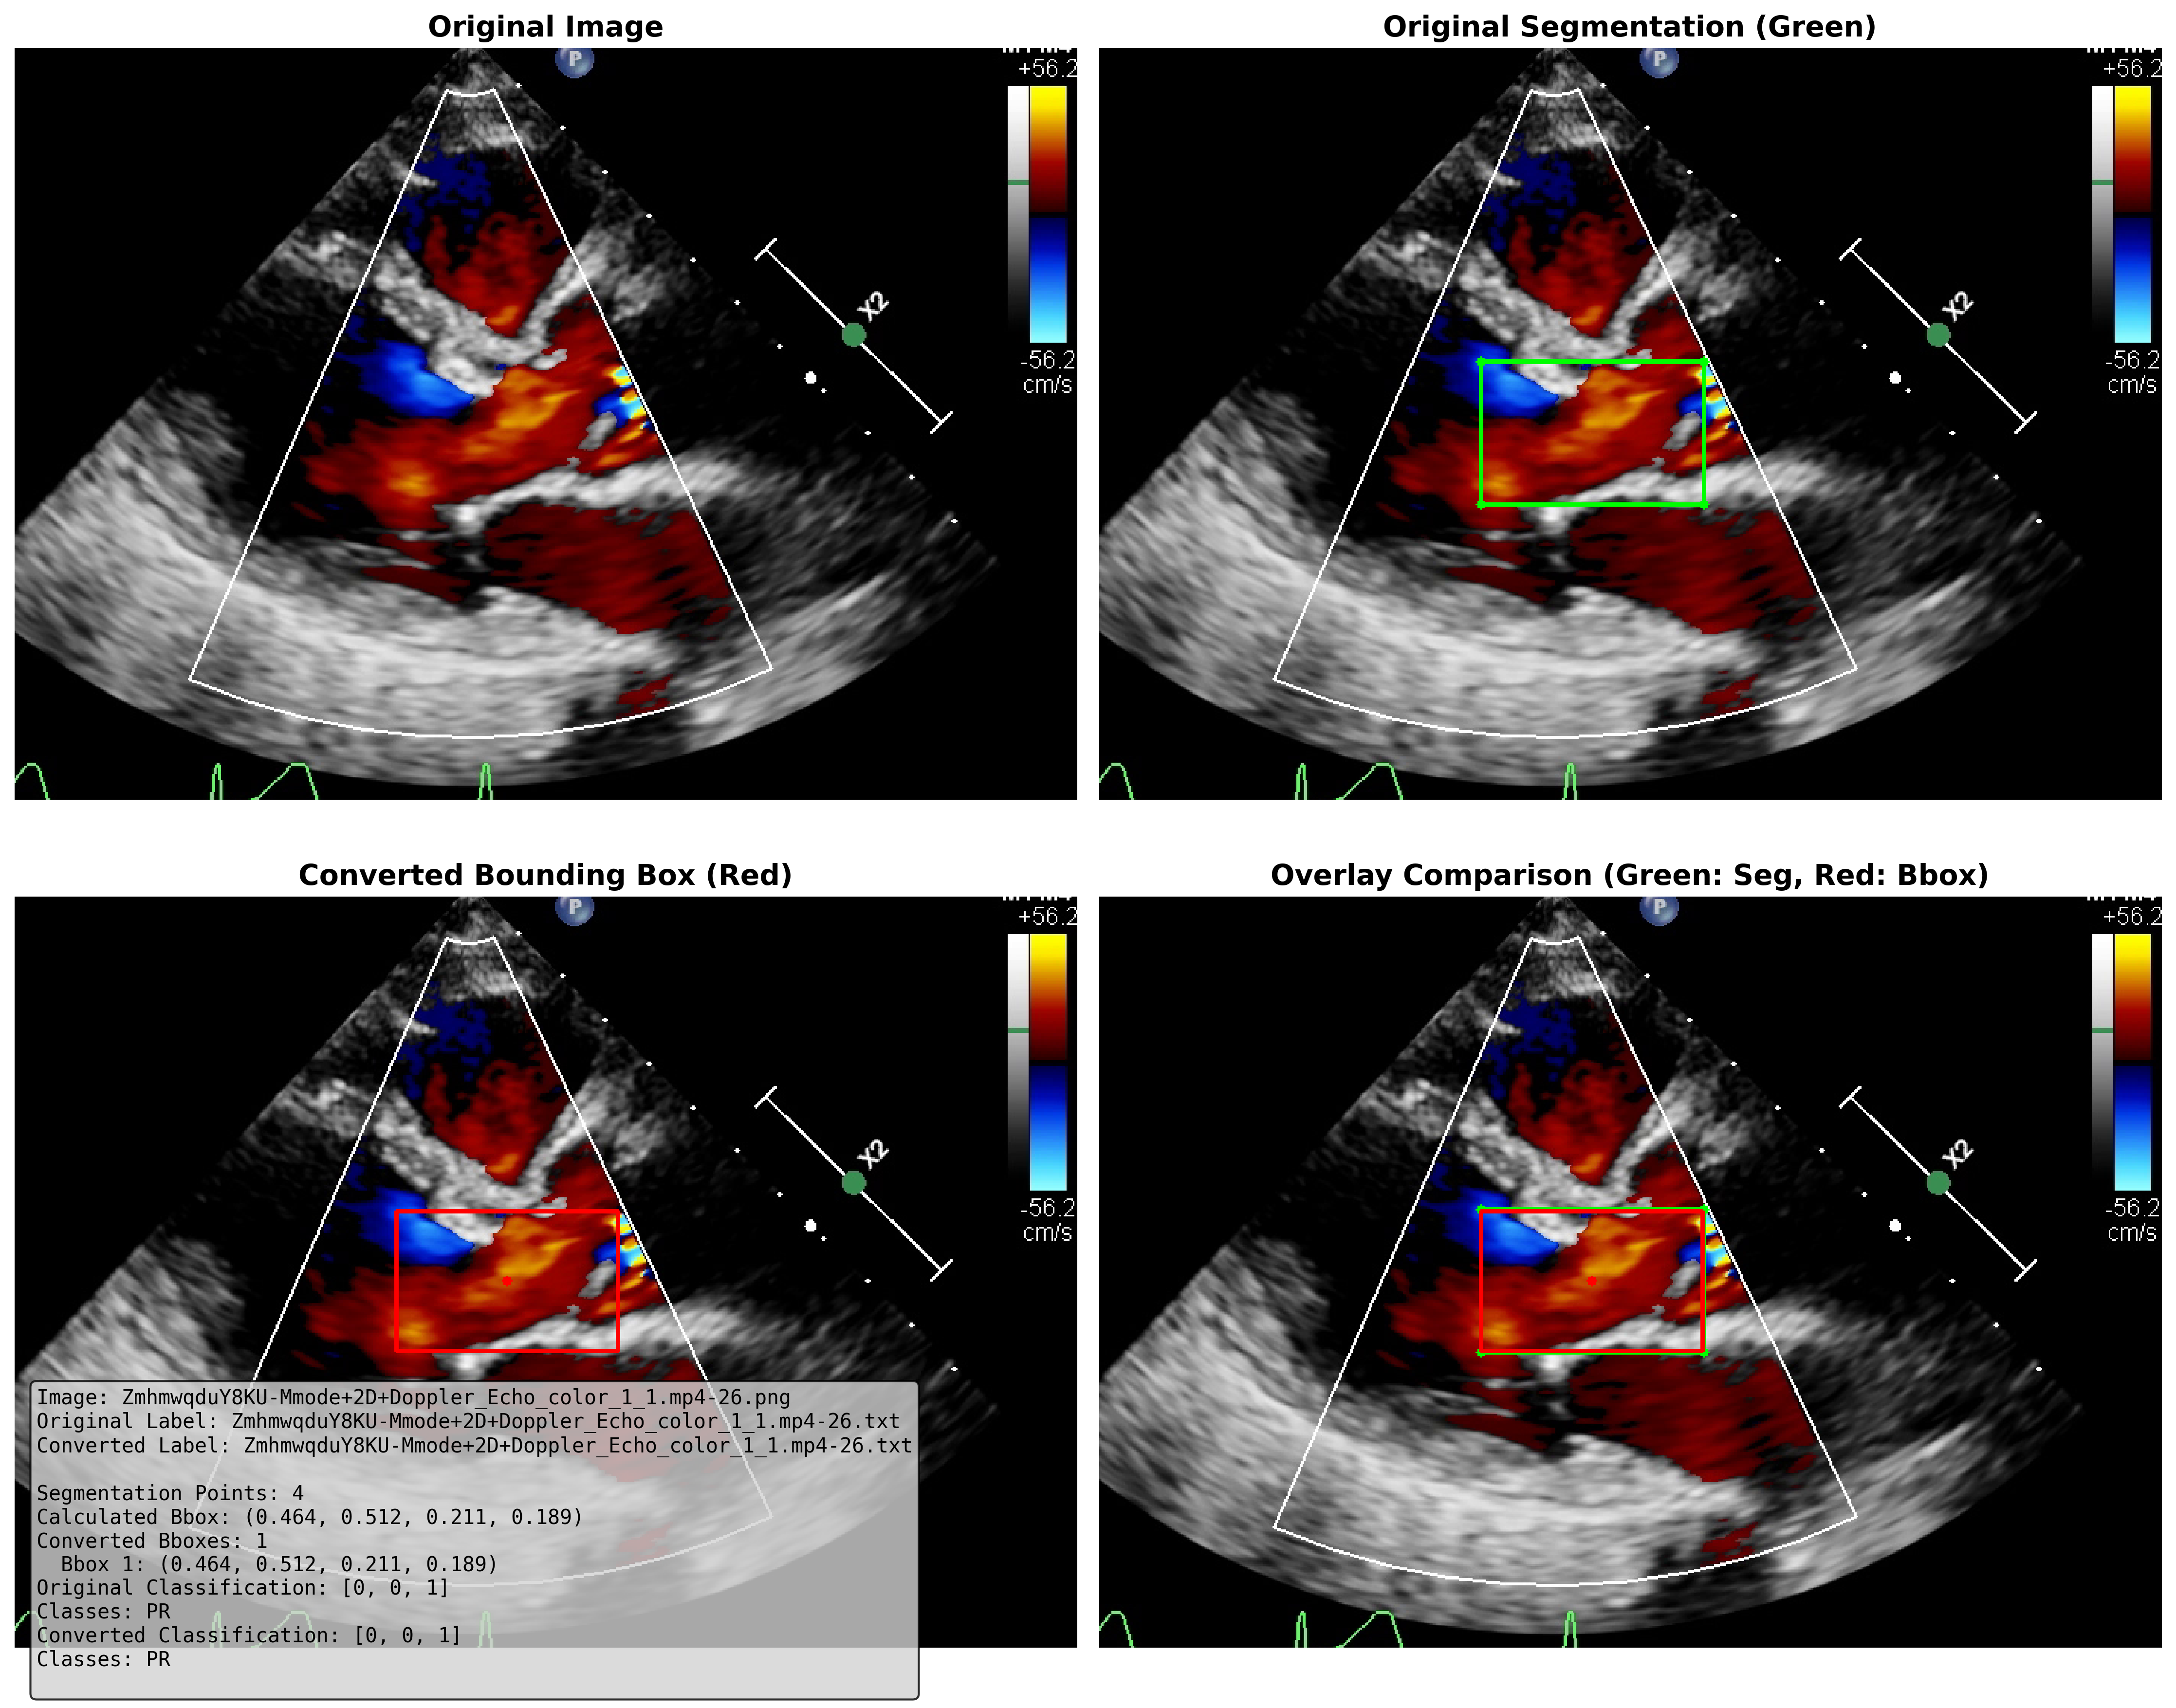 Original Image
P
+56.2
-56.2
cm/s
X2
Original Segmentation (Green)
P
+56.2
-56.2
cm/s
X2
Converted Bounding Box (Red)
P
+56.2
-56.2
cm/s
X2
Image: ZmhmwqduY8KU-Mmode+2D+Doppler_Echo_color_1_1.mp4-26.png
Original Label: ZmhmwqduY8KU-Mmode+2D+Doppler_Echo_color_1_1.mp4-26.txt
Converted Label: ZmhmwqduY8KU-Mmode+2D+Doppler_Echo_color_1_1.mp4-26.txt
Segmentation Points: 4
Calculated Bbox: (0.464, 0.512, 0.211, 0.189)
Converted Bboxes: 1
Bbox 1: (0.464, 0.512, 0.211, 0.189)
Original Classification: [0, 0, 1]
Classes: PR
Converted Classification: [0, 0, 1]
Classes: PR
Overlay Comparison (Green: Seg, Red: Bbox)
P
+56.2
-56.2
cm/s
X2